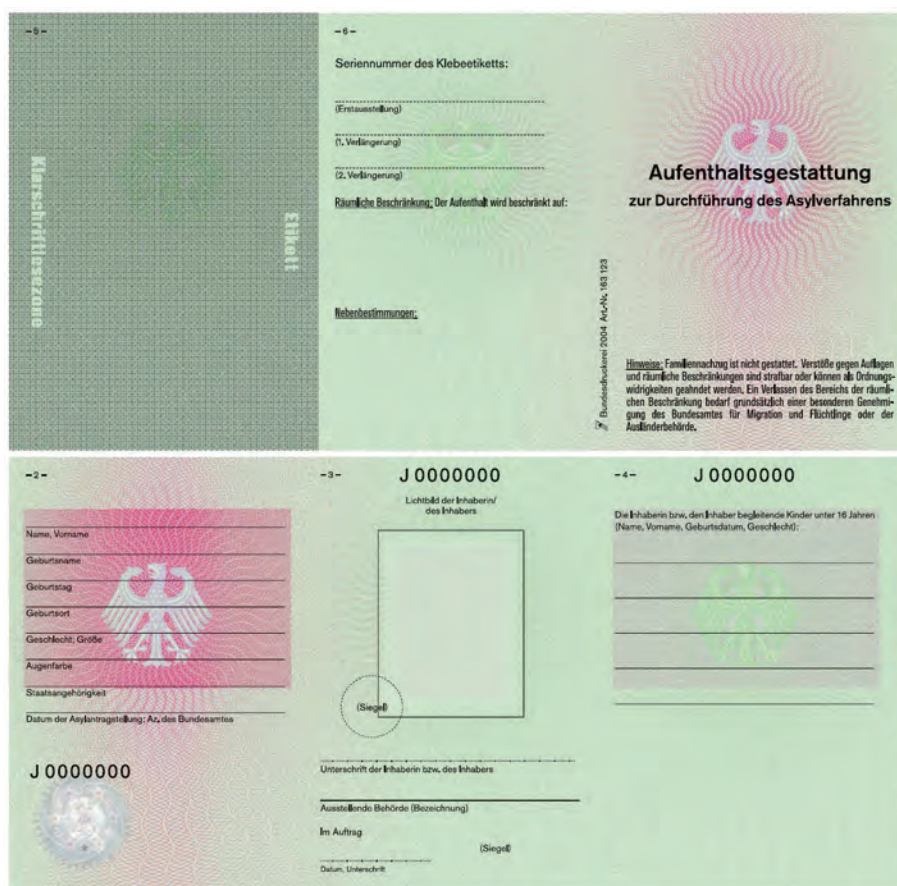 -5-
Klarschriftlesezone
Etikett
-6-
Seriennummer des Klebeetiketts:
(Erstausstellung)
(1. Verlängerung)
(2. Verlängerung)
Räumliche Beschränkung: Der Aufenthalt wird beschränkt auf:
Nebenbestimmungen:
Bundesdruckerei 2004 Art.-Nr. 163 123
Aufenthaltsgestattung
zur Durchführung des Asylverfahrens
Hinweise: Familiennachzug ist nicht gestattet. Verstöße gegen Auflagen
und räumliche Beschränkungen sind strafbar oder können als Ordnungs-
widrigkeiten geahndet werden. Ein Verlassen des Bereichs der räumli-
chen Beschränkung bedarf grundsätzlich einer besonderen Genehmi-
gung des Bundesamtes für Migration und Flüchtlinge oder der
Ausländerbehörde.
-2-
Name, Vorname
Geburtsname
Geburtstag
Geburtsort
Geschlecht; Größe
Augenfarbe
Staatsangehörigkeit
Datum der Asylantragstellung; Az. des Bundesamtes
J 0000000
-3-
J 0000000
Lichtbild der Inhaberin/
des Inhabers
(Siegel)
Unterschrift der Inhaberin bzw. des Inhabers
Ausstellende Behörde (Bezeichnung)
Im Auftrag
(Siegel)
Datum, Unterschrift
-4-
J 0000000
Die Inhaberin bzw. den Inhaber begleitende Kinder unter 16 Jahren
(Name, Vorname, Geburtsdatum, Geschlecht):